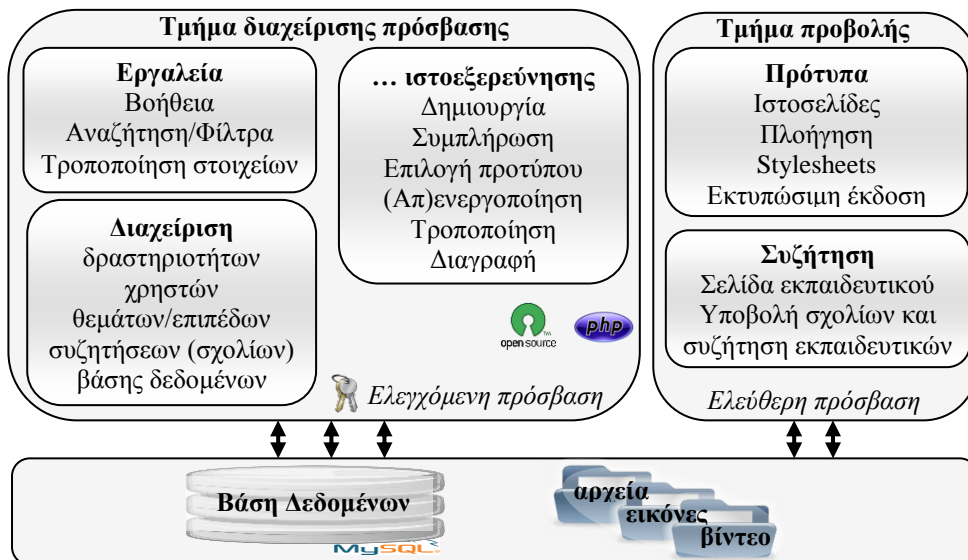 Τμήμα διαχείρισης πρόσβασης
Εργαλεία
Βοήθεια
Αναζήτηση/Φίλτρα
Τροποποίηση στοιχείων
Διαχείριση
δραστηριοτήτων
χρηστών
θεμάτων/επιπέδων
συζητήσεων (σχολίων)
βάσης δεδομένων
… ιστοεξερεύνησης
Δημιουργία
Συμπλήρωση
Επιλογή προτύπου
(Απ)ενεργοποίηση
Τροποποίηση
Διαγραφή
open source
php
Ελεγχόμενη πρόσβαση
Τμήμα προβολής
Πρότυπα
Ιστοσελίδες
Πλοήγηση
Stylesheets
Εκτυπώσιμη έκδοση
Συζήτηση
Σελίδα εκπαιδευτικού
Υποβολή σχολίων και
συζήτηση εκπαιδευτικών
Ελεύθερη πρόσβαση
Βάση Δεδομένων
MySQL
αρχεία
εικόνες
βίντεο